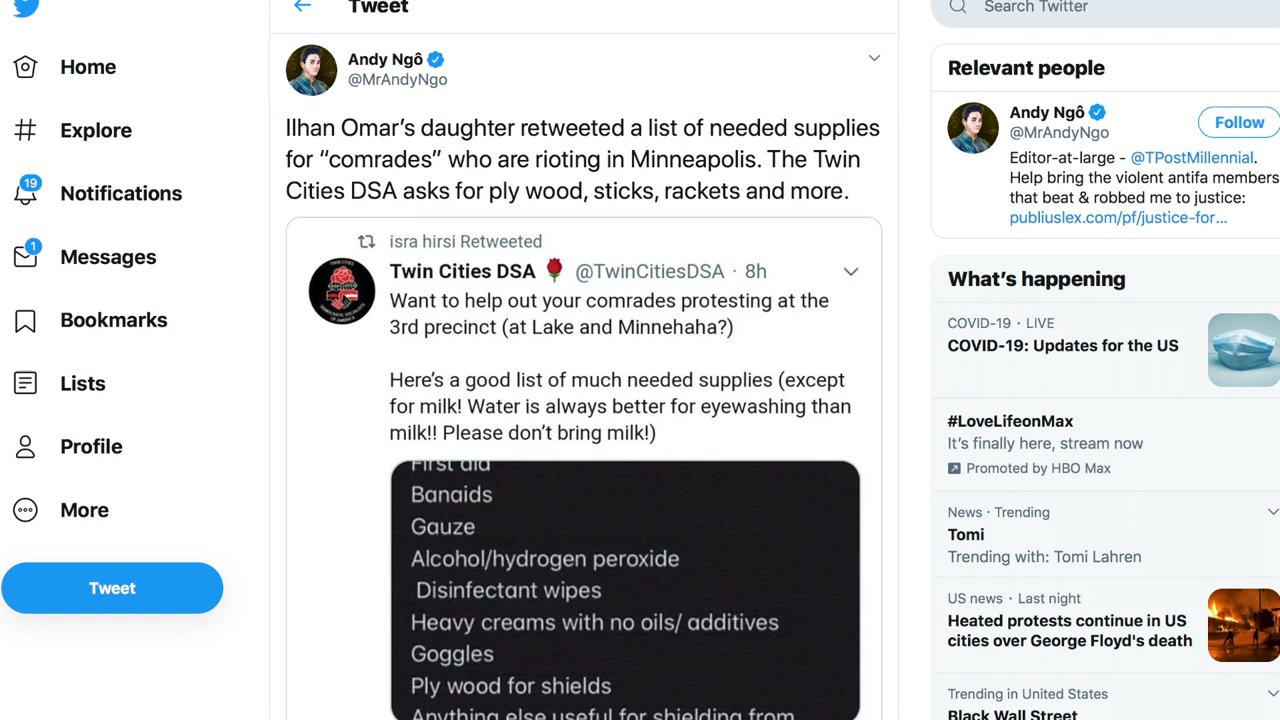 Home
Explore
19
Notifications
1
Messages
Bookmarks
Lists
Profile
More
Tweet
Tweet
Andy Ngô
@MrAndyNgo
Ilhan Omar’s daughter retweeted a list of needed supplies
for “comrades” who are rioting in Minneapolis. The Twin
Cities DSA asks for ply wood, sticks, rackets and more.
isra hirsi Retweeted
Twin Cities DSA 🌹 @TwinCitiesDSA · 8h
Want to help out your comrades protesting at the
3rd precinct (at Lake and Minnehaha?)
Here’s a good list of much needed supplies (except
for milk! Water is always better for eyewashing than
milk!! Please don’t bring milk!)
First aid
Banaids
Gauze
Alcohol/hydrogen peroxide
Disinfectant wipes
Heavy creams with no oils/ additives
Goggles
Ply wood for shields
Anything else useful for shielding from
Search Twitter
Relevant people
Andy Ngô
@MrAndyNgo
Follow
Editor-at-large - @TPostMillennial.
Help bring the violent antifa members
that beat & robbed me to justice:
publiuslex.com/pf/justice-for…
What’s happening
COVID-19 · LIVE
COVID-19: Updates for the US
#LoveLifeonMax
It’s finally here, stream now
Promoted by HBO Max
News · Trending
Tomi
Trending with: Tomi Lahren
US news · Last night
Heated protests continue in US
cities over George Floyd's death
Trending in United States
Black Wall Street